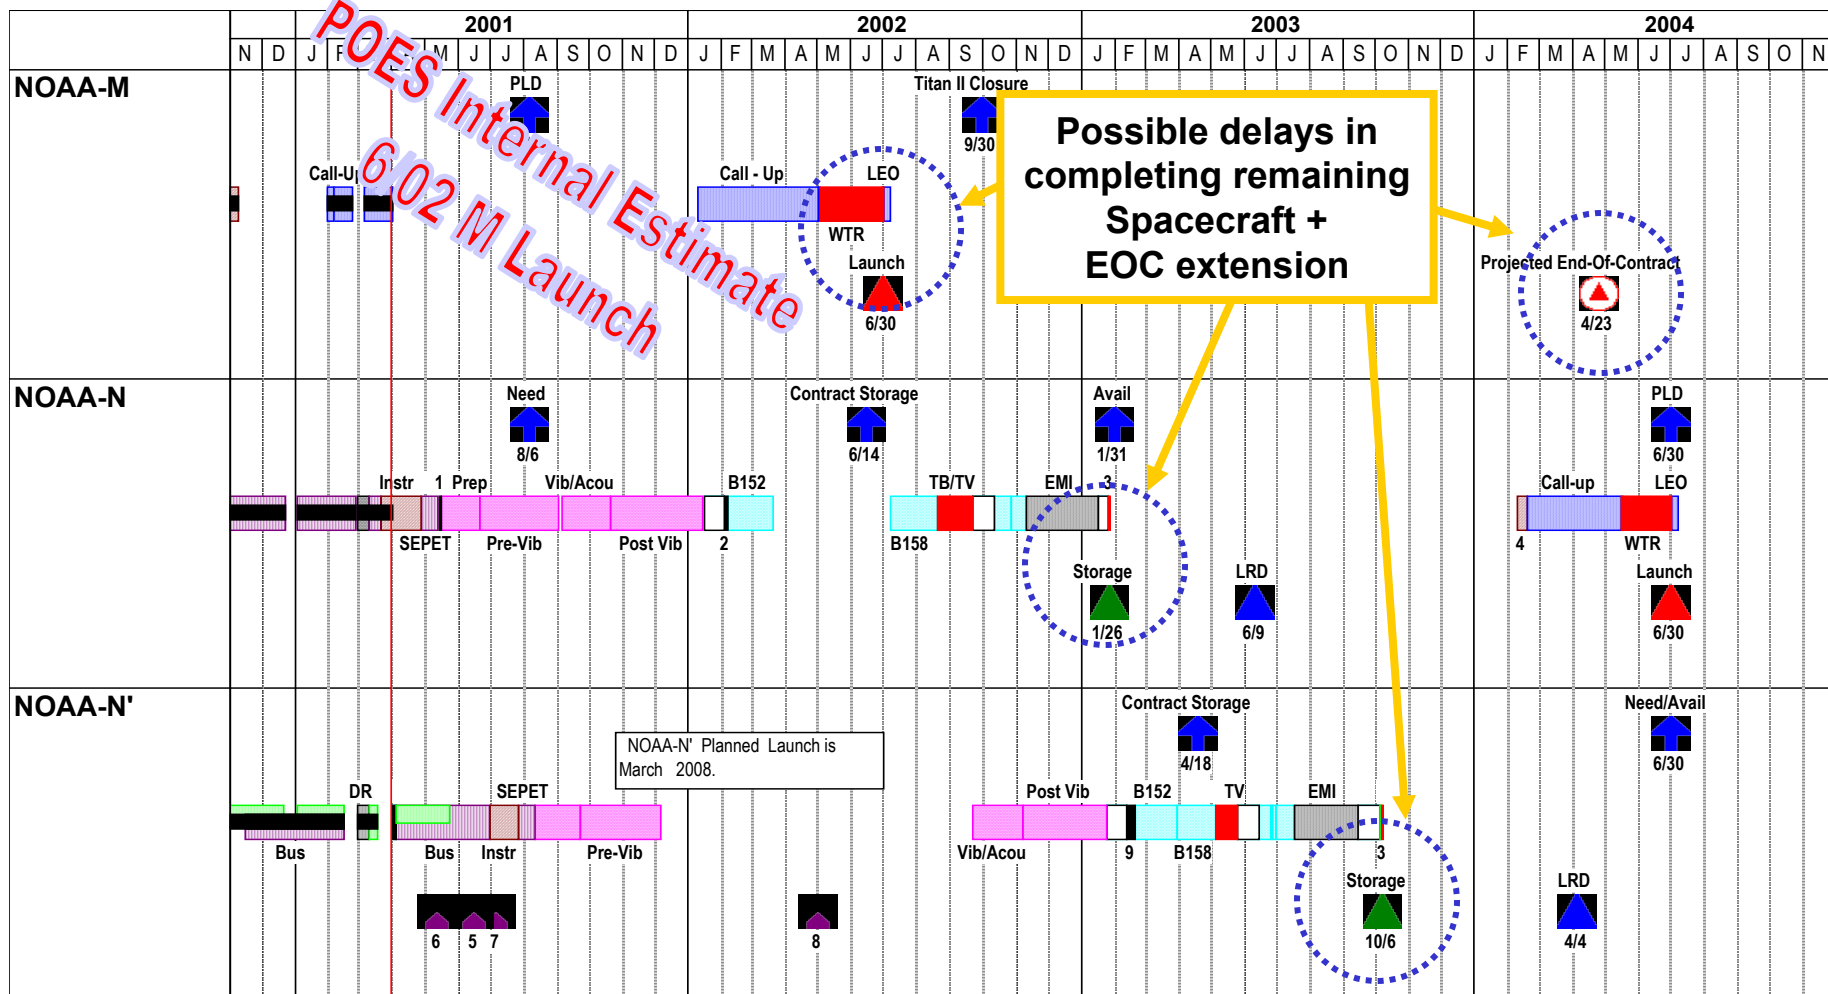 2001
2002
2003
2004
N D J F M J J A S O N D J F M A M J J A S O N D J F M A M J J A S O N D J F M A M J J A S O N
POES Internal Estimate
6/02 M Launch
NOAA-M
PLD
Titan II Closure
9/30
Call-Up
Call - Up
LEO
WTR
Launch
6/30
Possible delays in
completing remaining
Spacecraft +
EOC extension
Projected End-Of-Contract
4/23
NOAA-N
Need
8/6
Contract Storage
6/14
Avail
1/31
PLD
6/30
Instr 1 Prep Vib/Acou B152 TB/TV EMI 3 Call-up LEO
SEPET Pre-Vib Post Vib 2 B158 4 WTR
Storage
1/26
LRD
6/9
Launch
6/30
NOAA-N'
Contract Storage
4/18
Need/Avail
6/30
NOAA-N' Planned Launch is
March 2008.
DR SEPET Post Vib B152 TV EMI
Bus Bus Instr Pre-Vib Vib/Acou 9 B158 3
Storage
10/6
LRD
4/4
6 5 7 8